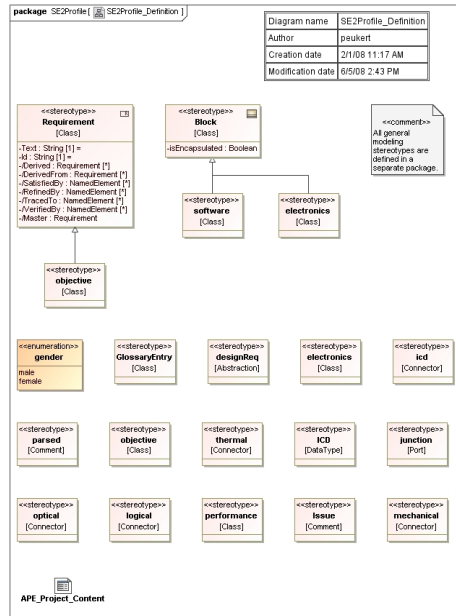 package SE2Profile[ SE2Profile_Definition ]
Diagram name SE2Profile_Definition
Author peukert
Creation date 2/1/08 11:17 AM
Modification date 6/5/08 2:43 PM
<<stereotype>>
Requirement
[Class]
-Text : String [1] =
-Id : String [1] =
-/Derived : Requirement [*]
-/DerivedFrom : Requirement [*]
-/SatisfiedBy : NamedElement [*]
-/RefinedBy : NamedElement [*]
-/TracedTo : NamedElement [*]
-/VerifiedBy : NamedElement [*]
-/Master : Requirement
<<stereotype>>
Block
[Class]
-isEncapsulated : Boolean
<<comment>>
All general
modeling
stereotypes are
defined in a
separate package.
<<stereotype>>
software
[Class]
<<stereotype>>
electronics
[Class]
<<stereotype>>
objective
[Class]
<<enumeration>>
gender
male
female
<<stereotype>>
GlossaryEntry
[Class]
<<stereotype>>
designReq
[Abstraction]
<<stereotype>>
electronics
[Class]
<<stereotype>>
icd
[Connector]
<<stereotype>>
parsed
[Comment]
<<stereotype>>
objective
[Class]
<<stereotype>>
thermal
[Connector]
<<stereotype>>
ICD
[DataType]
<<stereotype>>
junction
[Port]
<<stereotype>>
optical
[Connector]
<<stereotype>>
logical
[Connector]
<<stereotype>>
performance
[Class]
<<stereotype>>
Issue
[Comment]
<<stereotype>>
mechanical
[Connector]
APE_Project_Content